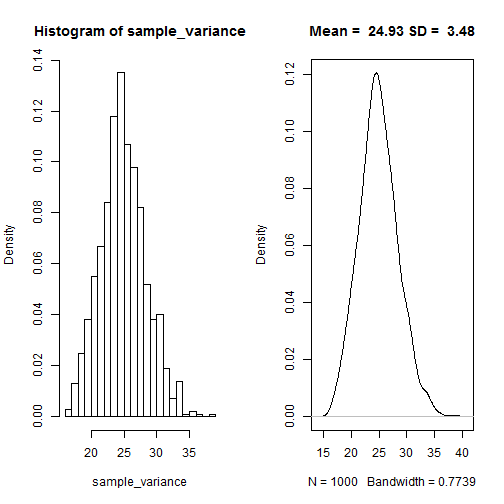 Histogram of sample_variance
Density
0.00 0.02 0.04 0.06 0.08 0.10 0.12 0.14
20 25 30 35
sample_variance
Mean =  24.93 SD =  3.48
Density
0.00 0.02 0.04 0.06 0.08 0.10 0.12
15 20 25 30 35 40
N = 1000   Bandwidth = 0.7739